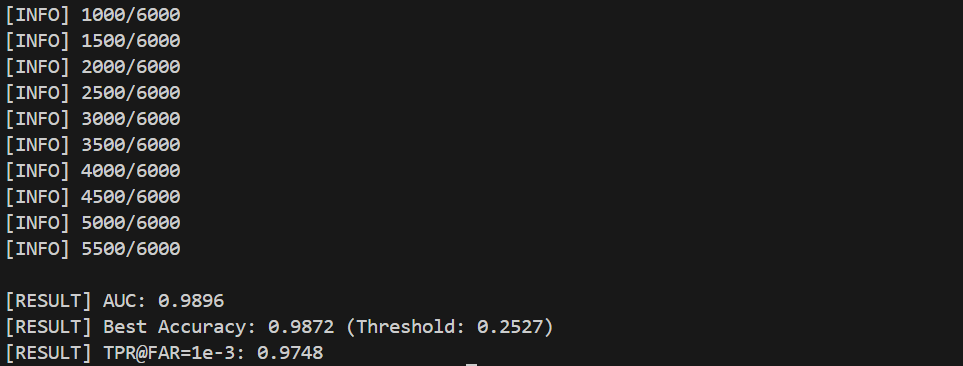 [INFO] 1000/6000
[INFO] 1500/6000
[INFO] 2000/6000
[INFO] 2500/6000
[INFO] 3000/6000
[INFO] 3500/6000
[INFO] 4000/6000
[INFO] 4500/6000
[INFO] 5000/6000
[INFO] 5500/6000
[RESULT] AUC: 0.9896
[RESULT] Best Accuracy: 0.9872 (Threshold: 0.2527)
[RESULT] TPR@FAR=1e-3: 0.9748